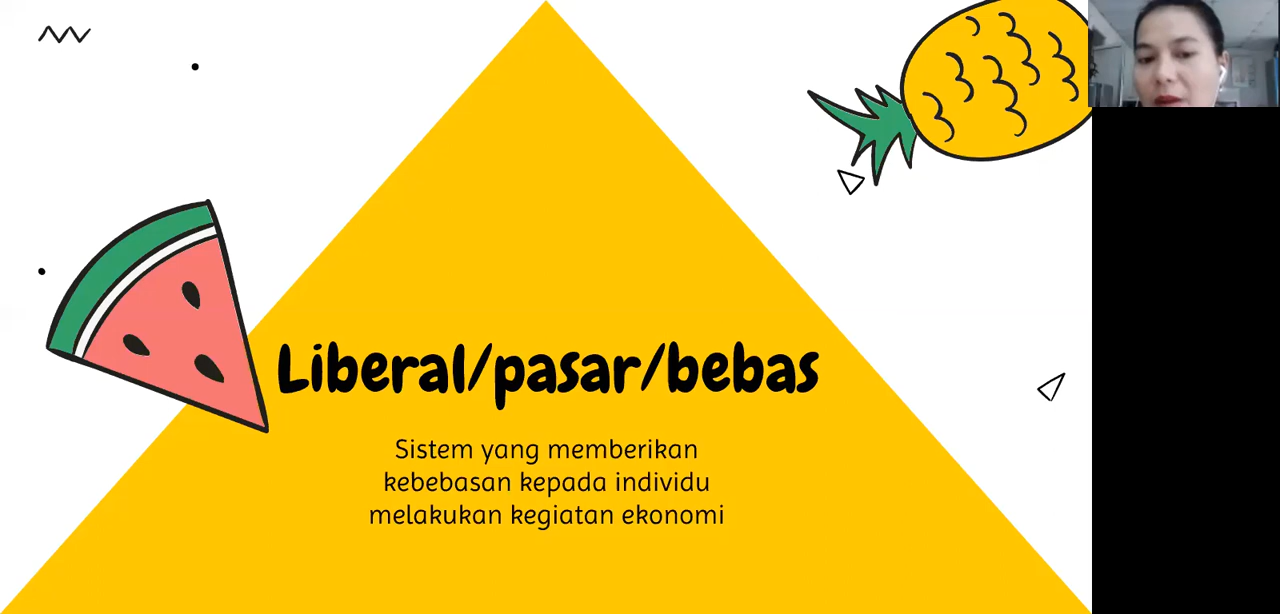 Liberal/pasar/bebas
Sistem yang memberikan
kebebasan kepada individu
melakukan kegiatan ekonomi